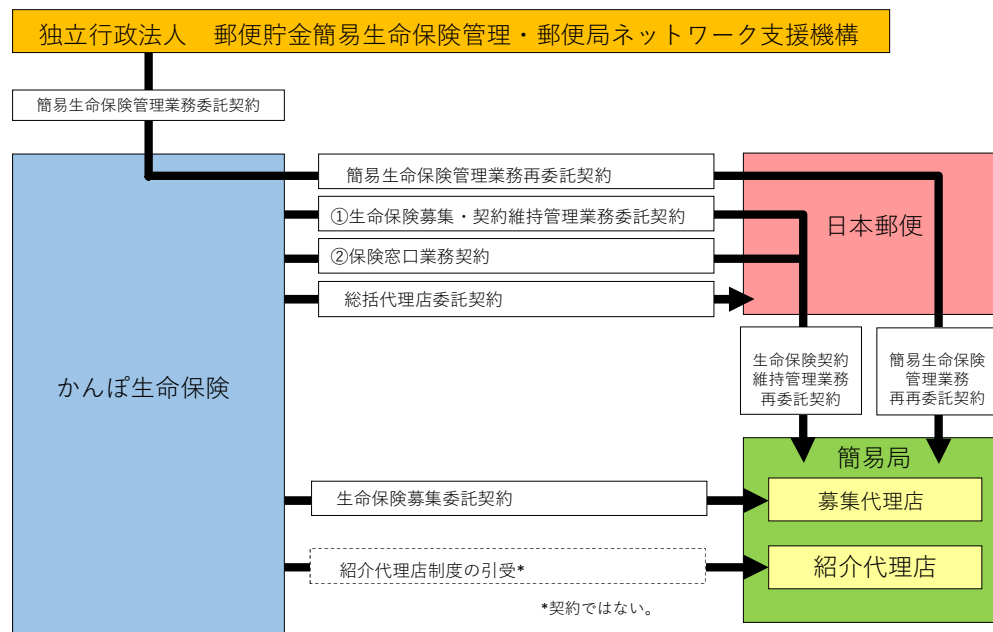 独立行政法人　郵便貯金簡易生命保険管理・郵便局ネットワーク支援機構
簡易生命保険管理業務委託契約
簡易生命保険管理業務再委託契約
①生命保険募集・契約維持管理業務委託契約
日本郵便
②保険窓口業務契約
総括代理店委託契約
かんぽ生命保険
生命保険契約
維持管理業務
再委託契約
簡易生命保険
管理業務
再再委託契約
簡易局
生命保険募集委託契約
募集代理店
紹介代理店制度の引受*
紹介代理店
*契約ではない。